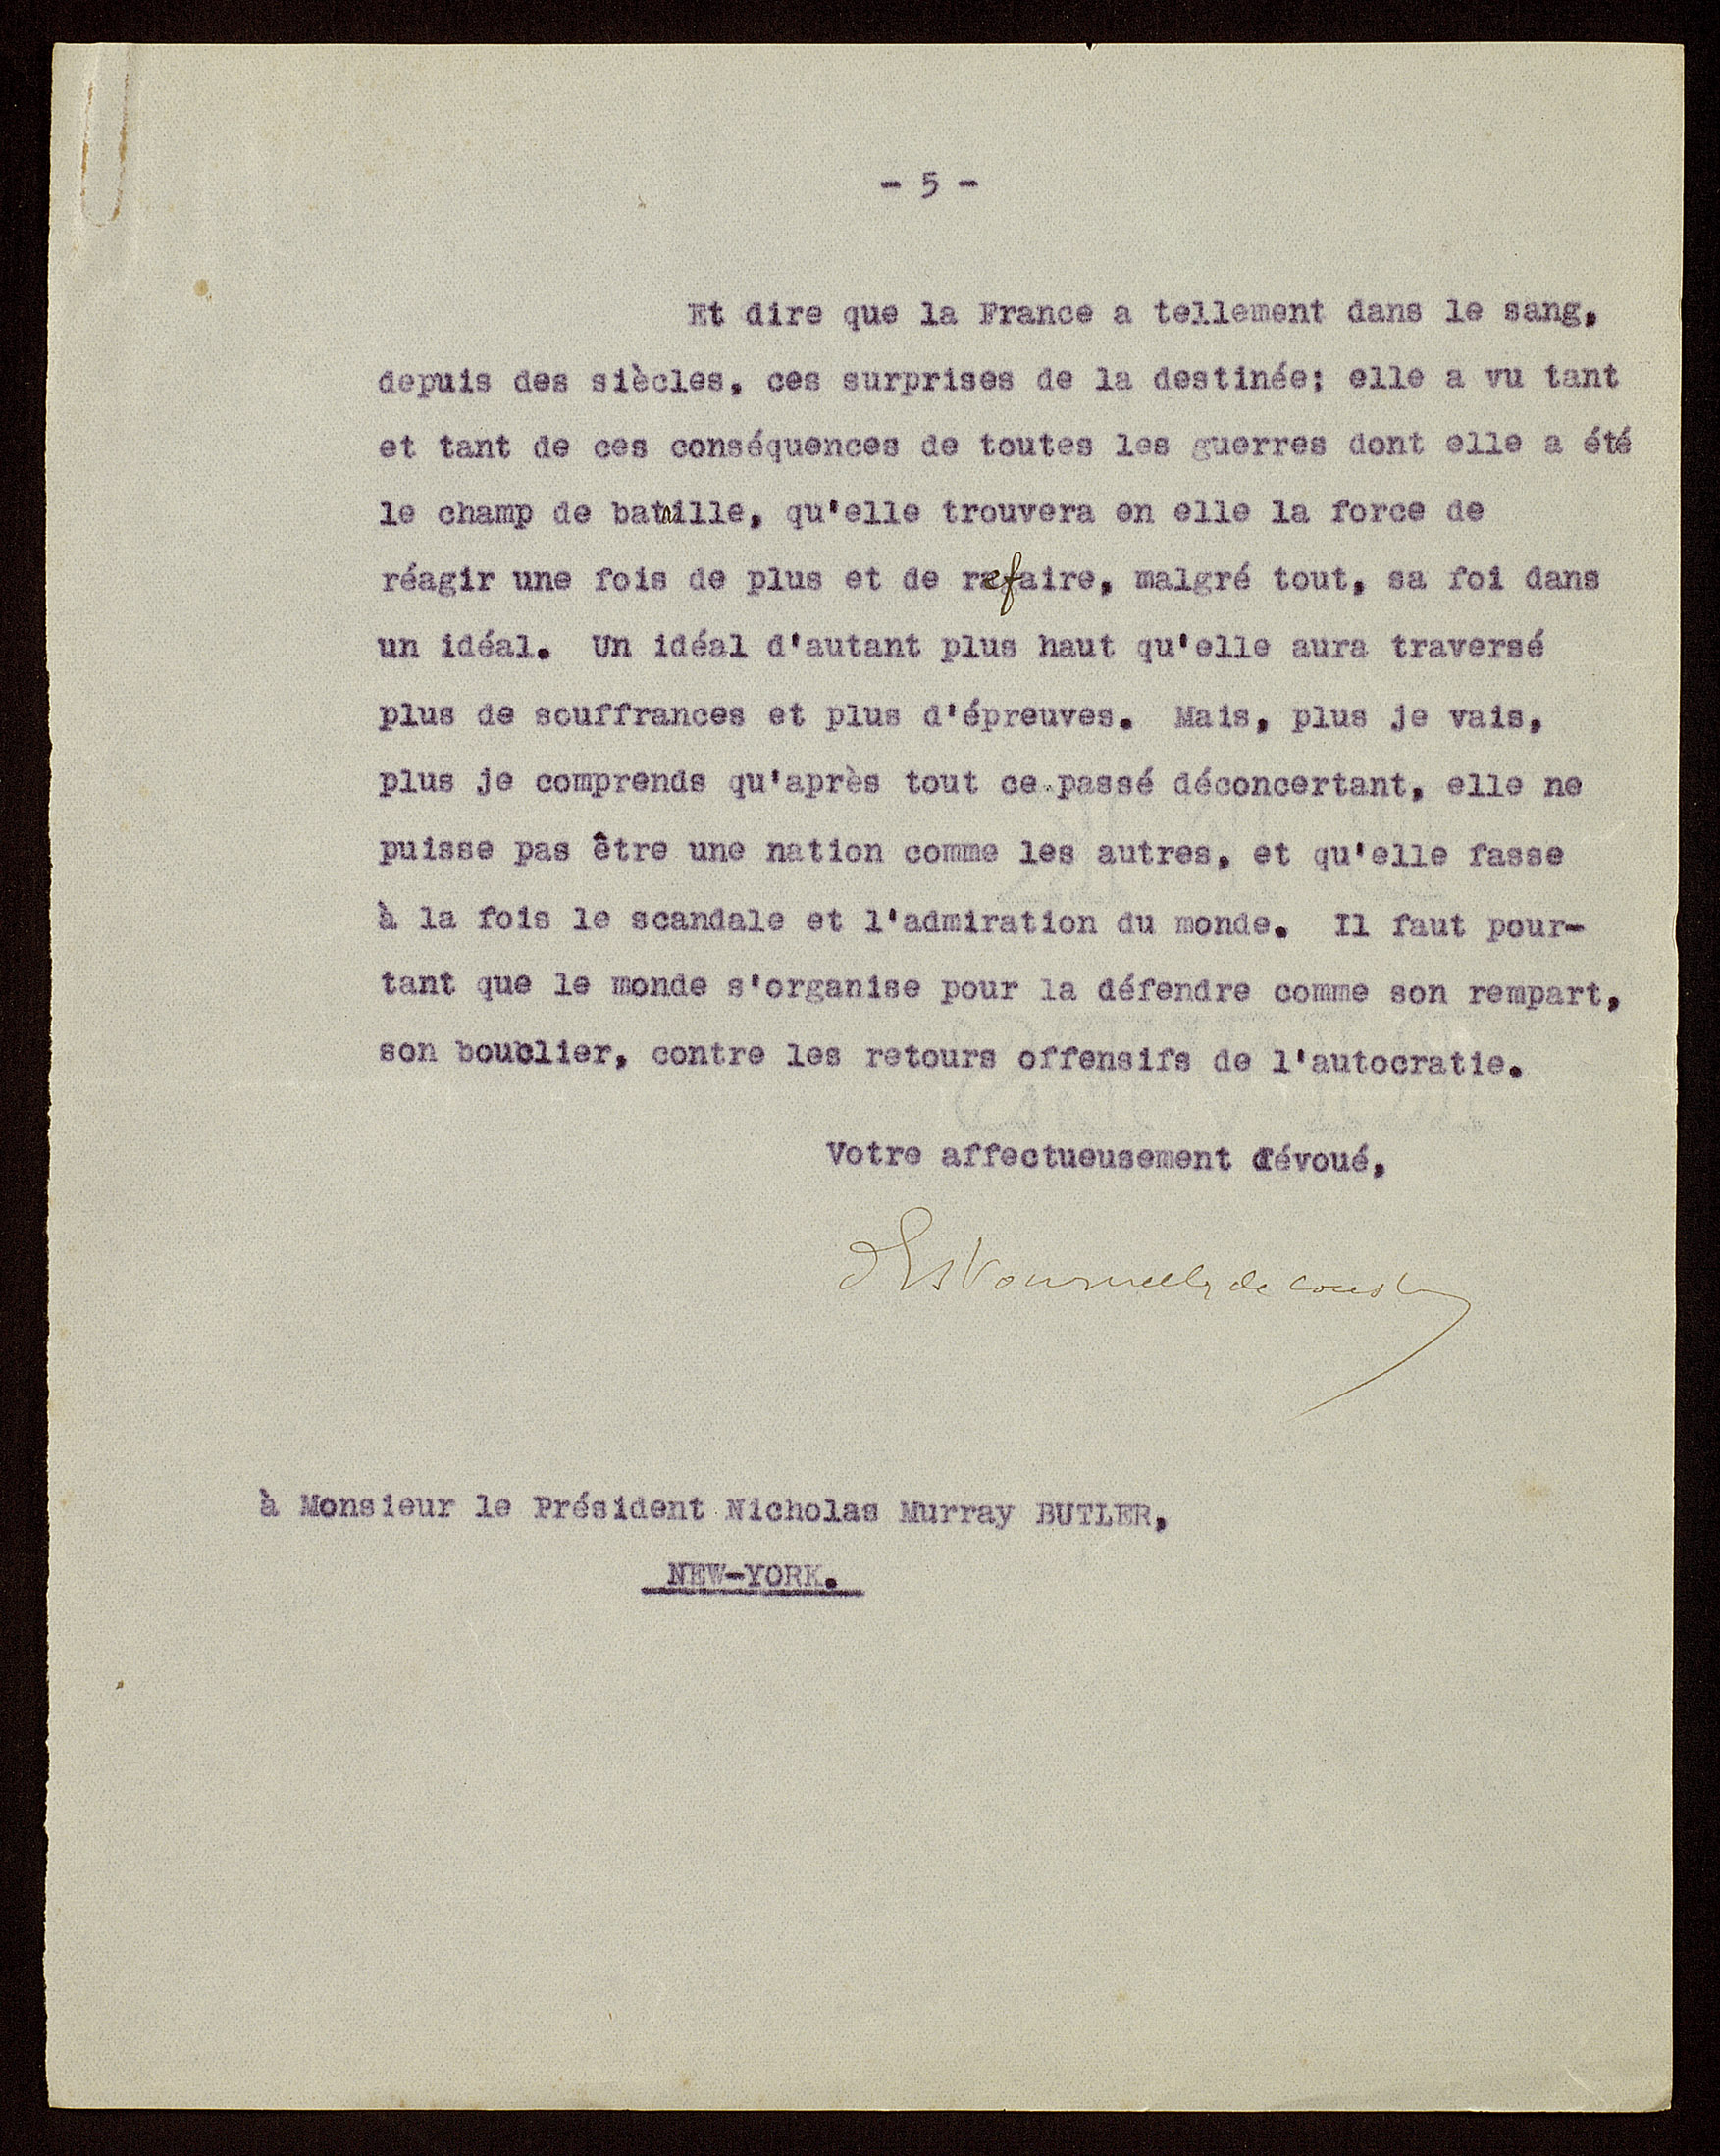 - 5 -
Et dire que la France a tellement dans le sang,
depuis des siècles, ces surprises de la destinée; elle a vu tant
et tant de ces conséquences de toutes les guerres dont elle a été
le champ de bataille, qu'elle trouvera en elle la force de
réagir une fois de plus et de refaire, malgré tout, sa foi dans
un idéal. Un idéal d'autant plus haut qu'elle aura traversé
plus de souffrances et plus d'épreuves. Mais, plus je vais,
plus je comprends qu'après tout ce passé déconcertant, elle ne
puisse pas être une nation comme les autres, et qu'elle fasse
à la fois le scandale et l'admiration du monde. Il faut pour-
tant que le monde s'organise pour la défendre comme son rempart,
son bouclier, contre les retours offensifs de l'autocratie.
Votre affectueusement dévoué,
d'Estournelles de Constant
à Monsieur le Président Nicholas Murray BUTLER,
NEW-YORK.